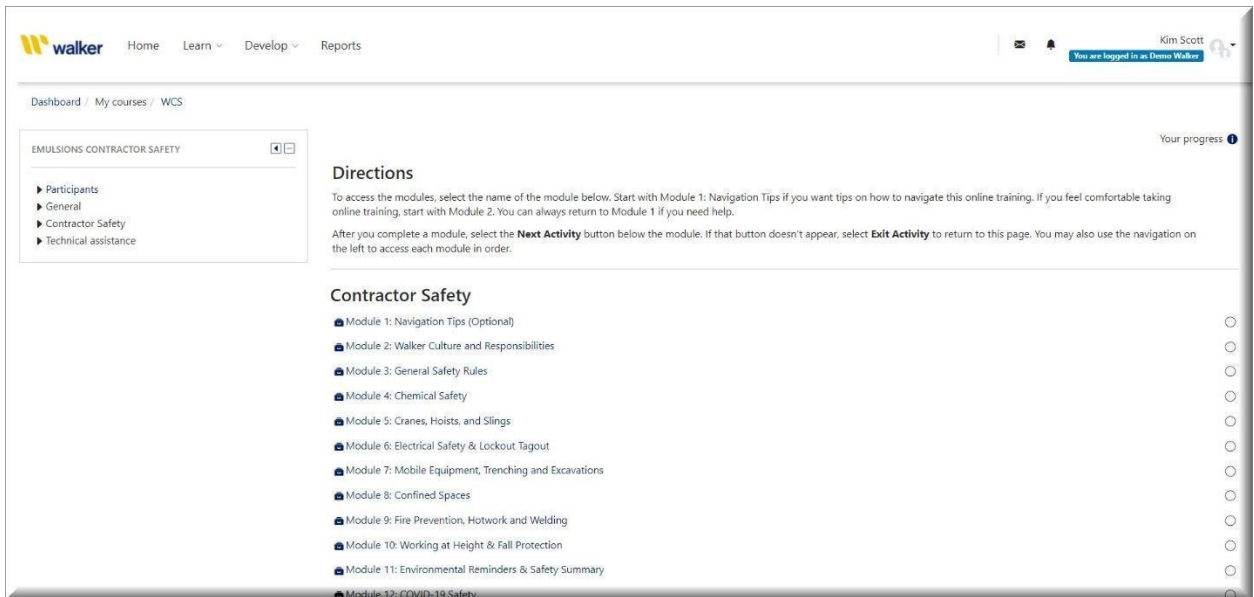 walker
Home
Learn
Develop
Reports
Kim Scott
You are logged in as Demo Walker
Dashboard / My courses / WCS
EMULSIONS CONTRACTOR SAFETY
Participants
General
Contractor Safety
Technical assistance
Your progress
Directions
To access the modules, select the name of the module below. Start with Module 1: Navigation Tips if you want tips on how to navigate this online training. If you feel comfortable taking
online training, start with Module 2. You can always return to Module 1 if you need help.
After you complete a module, select the Next Activity button below the module. If that button doesn't appear, select Exit Activity to return to this page. You may also use the navigation on
the left to access each module in order.
Contractor Safety
Module 1: Navigation Tips (Optional)
Module 2: Walker Culture and Responsibilities
Module 3: General Safety Rules
Module 4: Chemical Safety
Module 5: Cranes, Hoists, and Slings
Module 6: Electrical Safety & Lockout Tagout
Module 7: Mobile Equipment, Trenching and Excavations
Module 8: Confined Spaces
Module 9: Fire Prevention, Hotwork and Welding
Module 10: Working at Height & Fall Protection
Module 11: Environmental Reminders & Safety Summary
Module 12: COVID-19 Safety